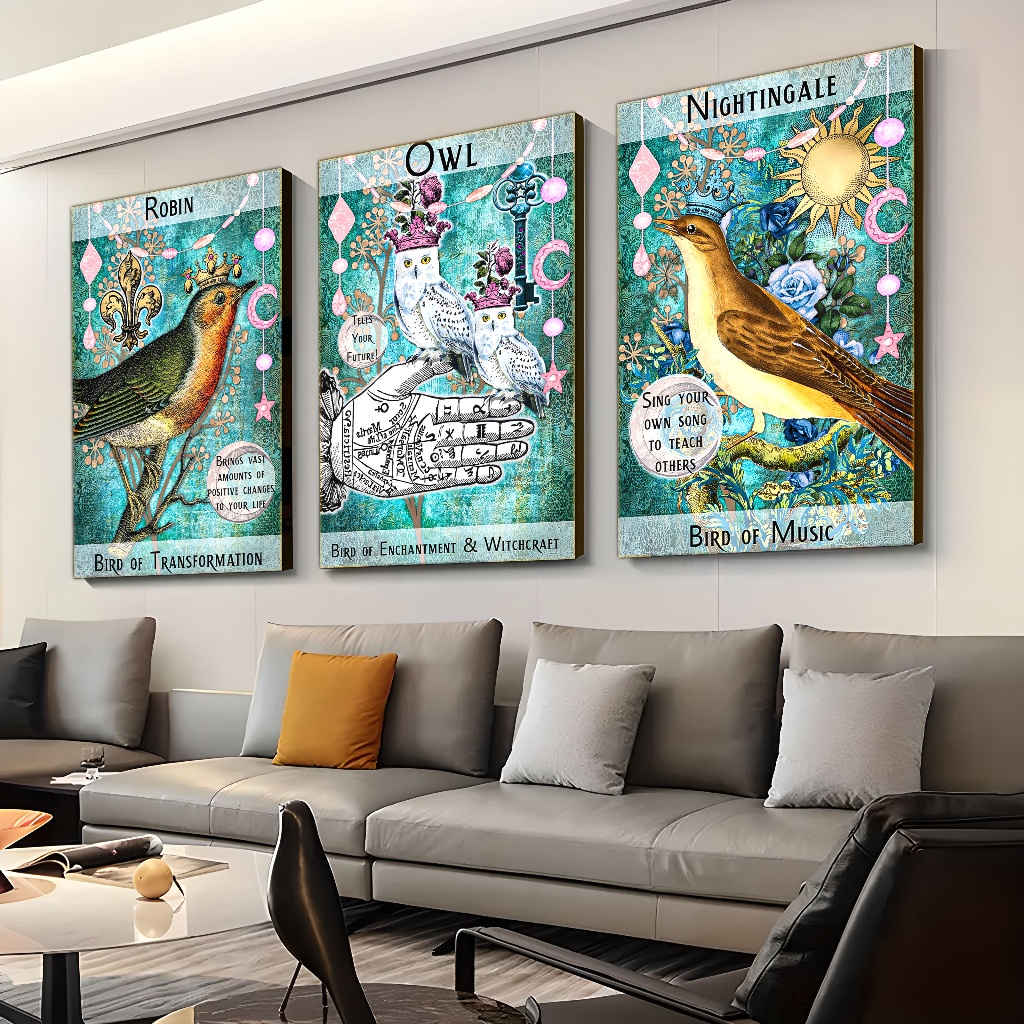 Robin
Brings vast
amounts of
positive changes
to your life
Bird of Transformation
Owl
Tells
Your
Future!
Bird of Enchantment & Witchcraft
Nightingale
Sing your
own song
to teach
others
Bird of Music